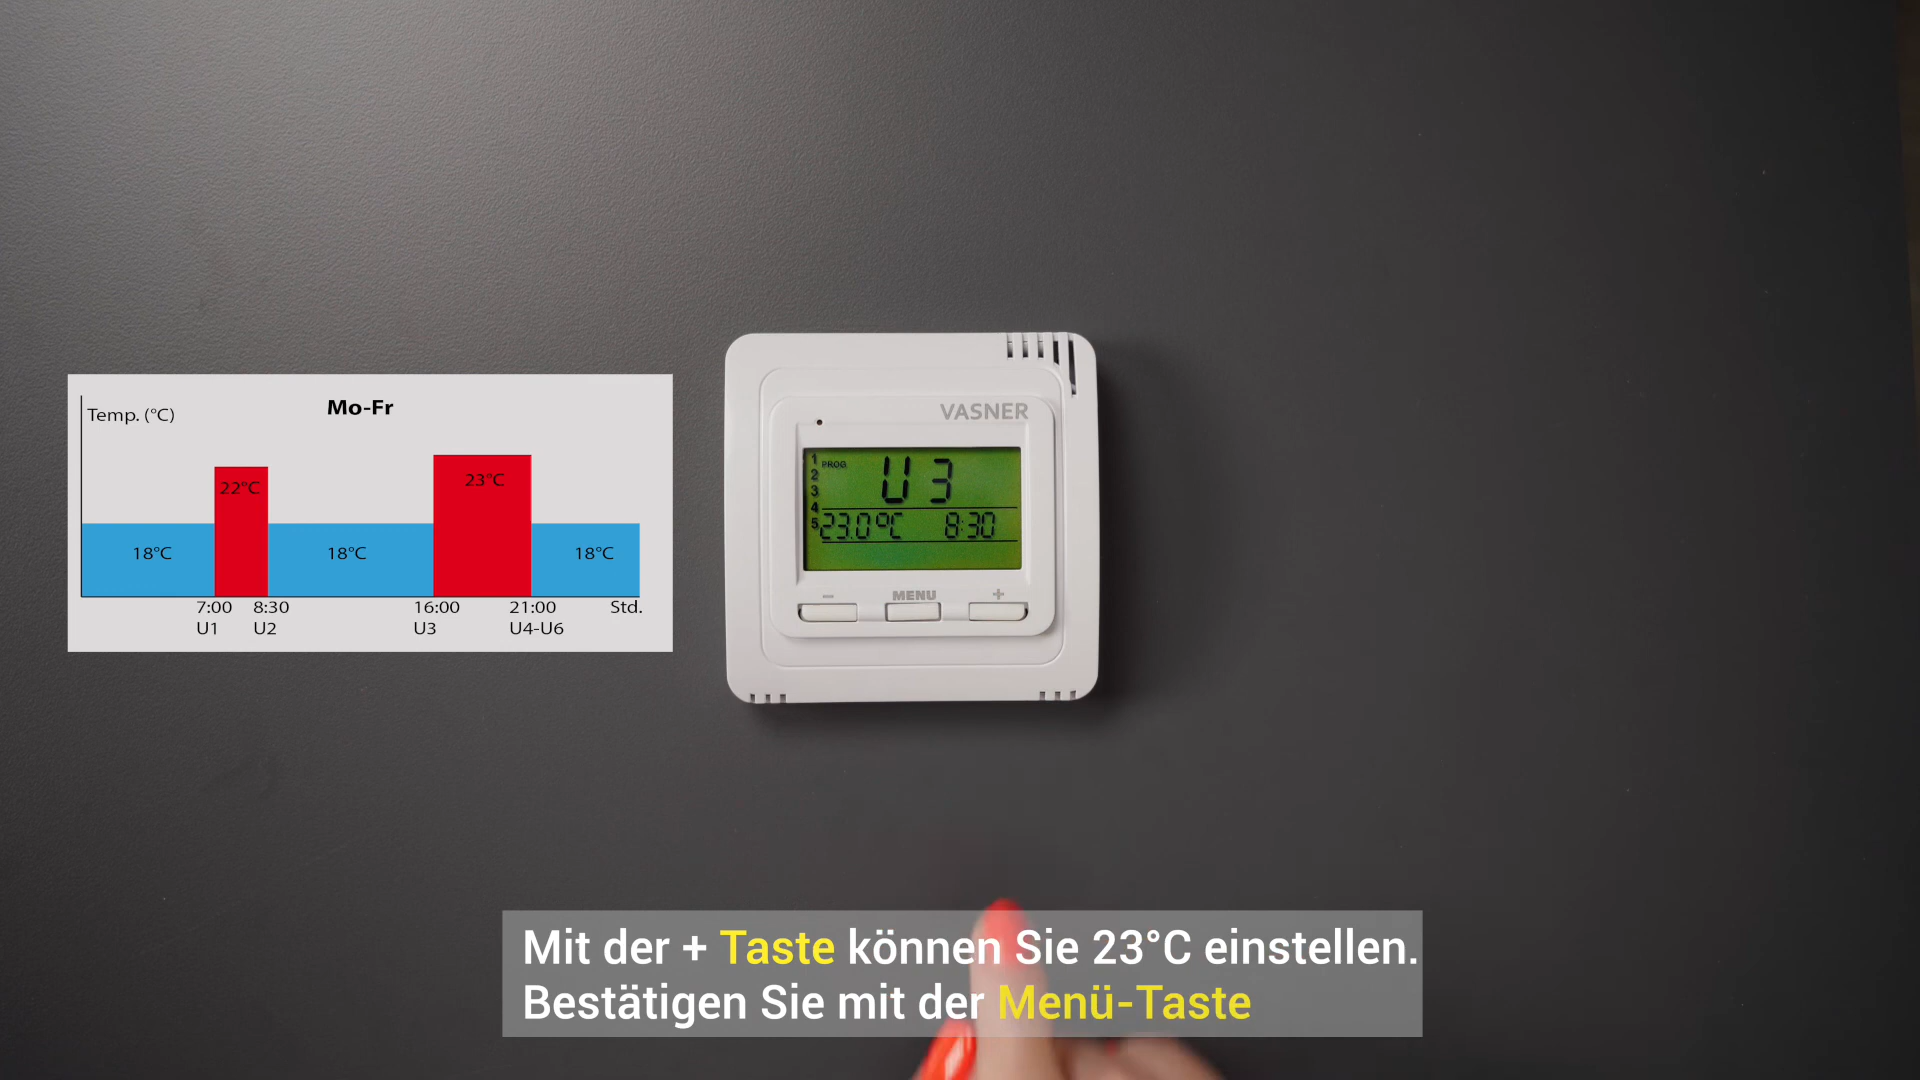 Temp. (°C)
Mo-Fr
22°C
23°C
18°C
18°C
18°C
7:00 8:30 16:00 21:00 Std.
U1 U2 U3 U4-U6
VASNER
1 PROG. U 3
2
3
4
5 23.0°C 8:30
- MENU +
Mit der + Taste können Sie 23°C einstellen.
Bestätigen Sie mit der Menü-Taste